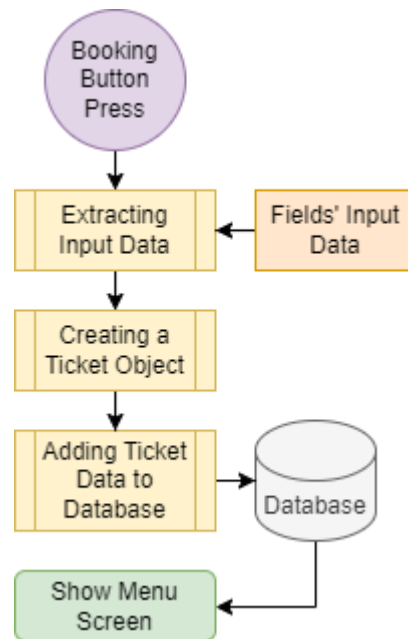 Booking
Button
Press
Extracting
Input Data
Fields' Input
Data
Creating a
Ticket Object
Adding Ticket
Data to
Database
Database
Show Menu
Screen